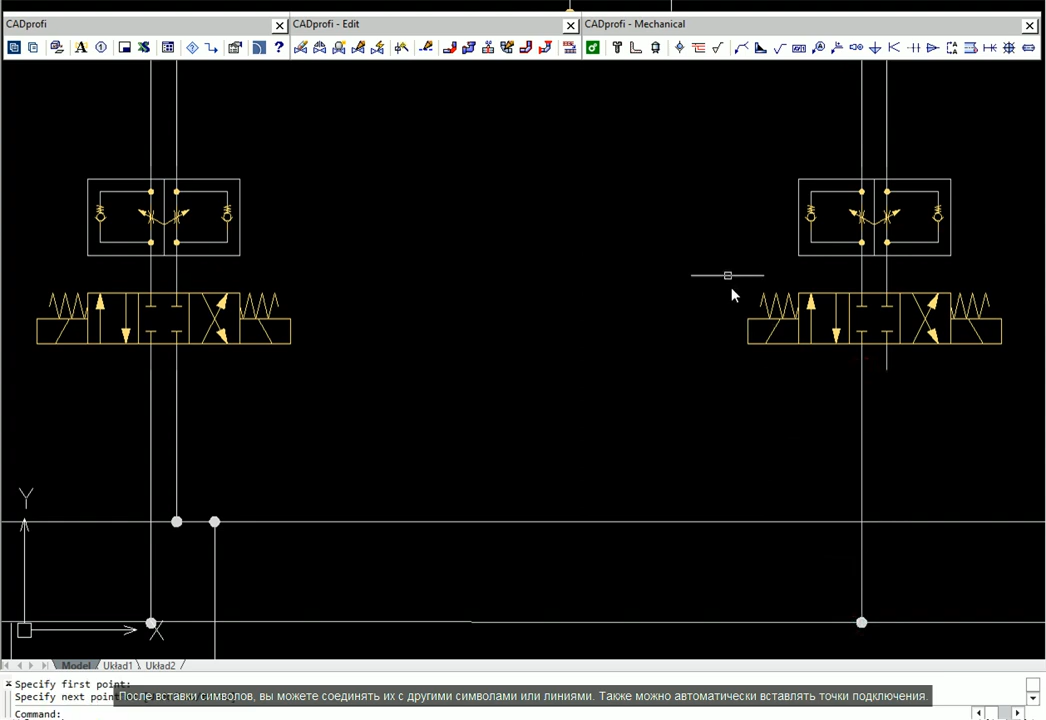 CADprofi
CADprofi - Edit
CADprofi - Mechanical
Y
X
Model
Układ1
Układ2
Specify first point:
Specify next point
После вставки символов, вы можете соединять их с другими символами или линиями. Также можно автоматически вставлять точки подключения.
Command: